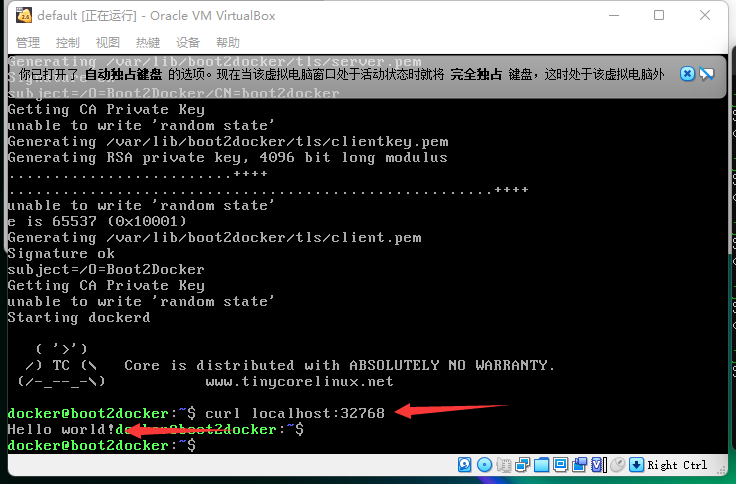 default [正在运行] - Oracle VM VirtualBox
管理 控制 视图 热键 设备 帮助
Generating /var/lib/boot2docker/tls/server.pem
你已打开了 自动独占键盘 的选项。现在当该虚拟电脑窗口处于活动状态时就将 完全独占 键盘，这时处于该虚拟电脑外
subject=/O=Boot2Docker/CN=boot2docker
Getting CA Private Key
unable to write 'random state'
Generating /var/lib/boot2docker/tls/clientkey.pem
Generating RSA private key, 4096 bit long modulus
.........................++++
.............................................................++++
unable to write 'random state'
e is 65537 (0x10001)
Generating /var/lib/boot2docker/tls/client.pem
Signature ok
subject=/O=Boot2Docker
Getting CA Private Key
unable to write 'random state'
Starting dockerd
( '>')
/) TC (\ Core is distributed with ABSOLUTELY NO WARRANTY.
(/-_--_-\) www.tinycorelinux.net
docker@boot2docker:~$ curl localhost:32768
Hello world!docker@boot2docker:~$
docker@boot2docker:~$
Right Ctrl